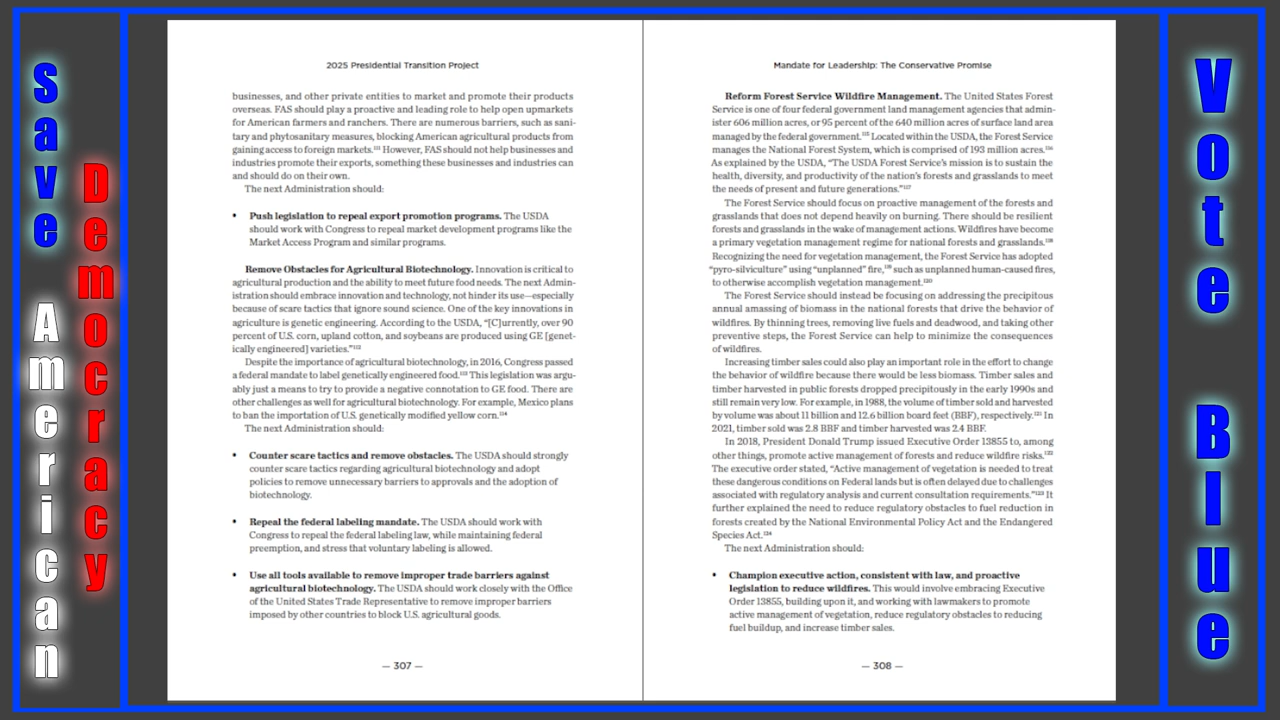 Save American
Democracy
2025 Presidential Transition Project
businesses, and other private entities to market and promote their products
overseas. FAS should play a proactive and leading role to help open upmarkets
for American farmers and ranchers. There are numerous barriers, such as sani-
tary and phytosanitary measures, blocking American agricultural products from
gaining access to foreign markets.¹¹¹ However, FAS should not help businesses and
industries promote their exports, something these businesses and industries can
and should do on their own.
The next Administration should:
• Push legislation to repeal export promotion programs. The USDA
should work with Congress to repeal market development programs like the
Market Access Program and similar programs.
Remove Obstacles for Agricultural Biotechnology. Innovation is critical to
agricultural production and the ability to meet future food needs. The next Admin-
istration should embrace innovation and technology, not hinder its use—especially
because of scare tactics that ignore sound science. One of the key innovations in
agriculture is genetic engineering. According to the USDA, “[C]urrently, over 90
percent of U.S. corn, upland cotton, and soybeans are produced using GE [genet-
ically engineered] varieties.”¹¹²
Despite the importance of agricultural biotechnology, in 2016, Congress passed
a federal mandate to label genetically engineered food.¹¹³ This legislation was argu-
ably just a means to try to provide a negative connotation to GE food. There are
other challenges as well for agricultural biotechnology. For example, Mexico plans
to ban the importation of U.S. genetically modified yellow corn.¹¹⁴
The next Administration should:
• Counter scare tactics and remove obstacles. The USDA should strongly
counter scare tactics regarding agricultural biotechnology and adopt
policies to remove unnecessary barriers to approvals and the adoption of
biotechnology.
• Repeal the federal labeling mandate. The USDA should work with
Congress to repeal the federal labeling law, while maintaining federal
preemption, and stress that voluntary labeling is allowed.
• Use all tools available to remove improper trade barriers against
agricultural biotechnology. The USDA should work closely with the Office
of the United States Trade Representative to remove improper barriers
imposed by other countries to block U.S. agricultural goods.
— 307 —
Mandate for Leadership: The Conservative Promise
Reform Forest Service Wildfire Management. The United States Forest
Service is one of four federal government land management agencies that admin-
ister 606 million acres, or 95 percent of the 640 million acres of surface land area
managed by the federal government.¹¹⁵ Located within the USDA, the Forest Service
manages the National Forest System, which is comprised of 193 million acres.¹¹⁶
As explained by the USDA, “The USDA Forest Service’s mission is to sustain the
health, diversity, and productivity of the nation’s forests and grasslands to meet
the needs of present and future generations.”¹¹⁷
The Forest Service should focus on proactive management of the forests and
grasslands that does not depend heavily on burning. There should be resilient
forests and grasslands in the wake of management actions. Wildfires have become
a primary vegetation management regime for national forests and grasslands.¹¹⁸
Recognizing the need for vegetation management, the Forest Service has adopted
“pyro-silviculture” using “unplanned” fire,¹¹⁹ such as unplanned human-caused fires,
to otherwise accomplish vegetation management.¹²⁰
The Forest Service should instead be focusing on addressing the precipitous
annual amassing of biomass in the national forests that drive the behavior of
wildfires. By thinning trees, removing live fuels and deadwood, and taking other
preventive steps, the Forest Service can help to minimize the consequences
of wildfires.
Increasing timber sales could also play an important role in the effort to change
the behavior of wildfire because there would be less biomass. Timber sales and
timber harvested in public forests dropped precipitously in the early 1990s and
still remain very low. For example, in 1988, the volume of timber sold and harvested
by volume was about 11 billion and 12.6 billion board feet (BBF), respectively.¹²¹ In
2021, timber sold was 2.8 BBF and timber harvested was 2.4 BBF.
In 2018, President Donald Trump issued Executive Order 13855 to, among
other things, promote active management of forests and reduce wildfire risks.¹²²
The executive order stated, “Active management of vegetation is needed to treat
these dangerous conditions on Federal lands but is often delayed due to challenges
associated with regulatory analysis and current consultation requirements.”¹²³ It
further explained the need to reduce regulatory obstacles to fuel reduction in
forests created by the National Environmental Policy Act and the Endangered
Species Act.¹²⁴
The next Administration should:
• Champion executive action, consistent with law, and proactive
legislation to reduce wildfires. This would involve embracing Executive
Order 13855, building upon it, and working with lawmakers to promote
active management of vegetation, reduce regulatory obstacles to reducing
fuel buildup, and increase timber sales.
— 308 —
Vote Blue